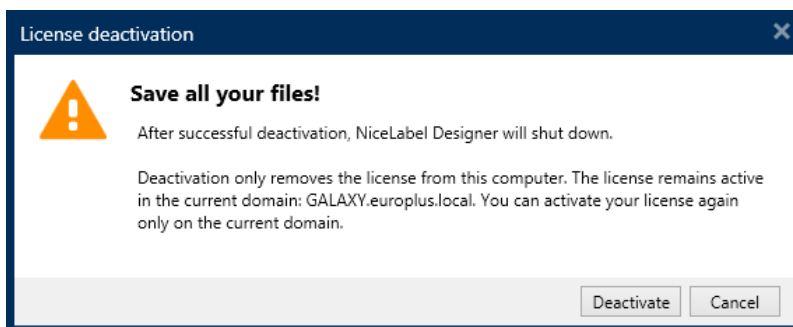 License deactivation
Save all your files!
After successful deactivation, NiceLabel Designer will shut down.
Deactivation only removes the license from this computer. The license remains active
in the current domain: GALAXY.europlus.local. You can activate your license again
only on the current domain.
Deactivate
Cancel